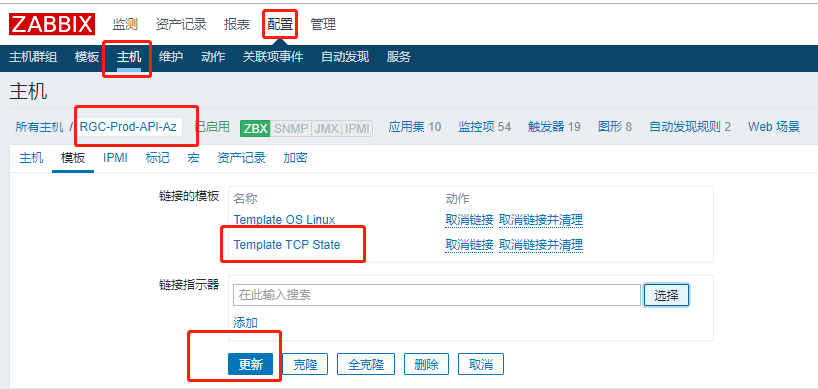 ZABBIX 监测 资产记录 报表 配置 管理
主机群组 模板 主机 维护 动作 关联项事件 自动发现 服务
主机
所有主机 / RGC-Prod-API-Az 已启用 ZBX SNMP JMX IPMI 应用集 10 监控项 54 触发器 19 图形 8 自动发现规则 2 Web 场景
主机 模板 IPMI 标记 宏 资产记录 加密
链接的模板 名称 动作
Template OS Linux 取消链接 取消链接并清理
Template TCP State 取消链接 取消链接并清理
链接指示器 在此输入搜索 选择
添加
更新 克隆 全克隆 删除 取消